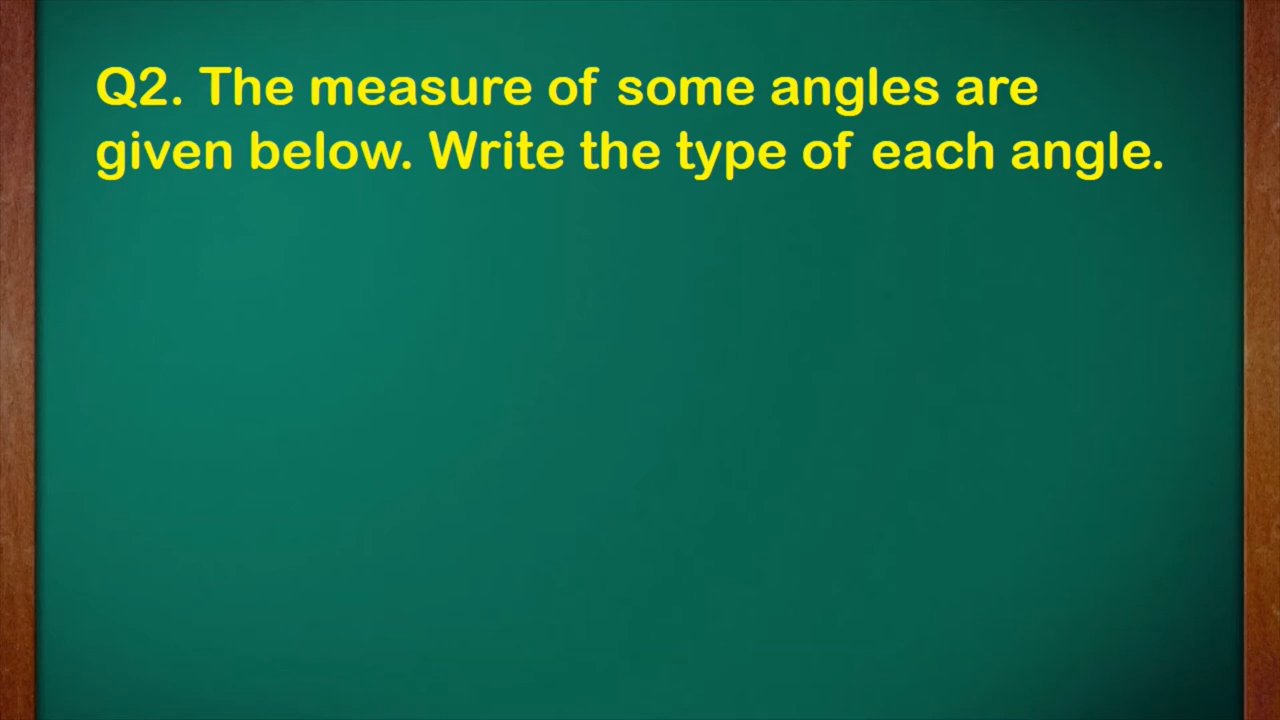 Q2. The measure of some angles are
given below. Write the type of each angle.